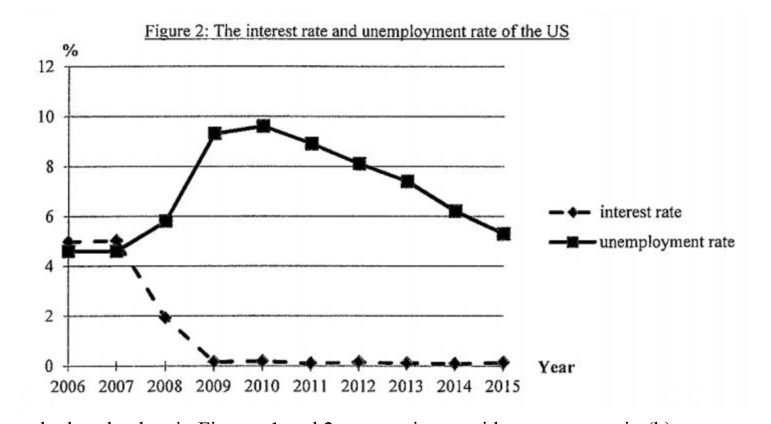 Figure 2: The interest rate and unemployment rate of the US
%
12
10
8
6
4
2
0
2006 2007 2008 2009 2010 2011 2012 2013 2014 2015
Year
interest rate
unemployment rate